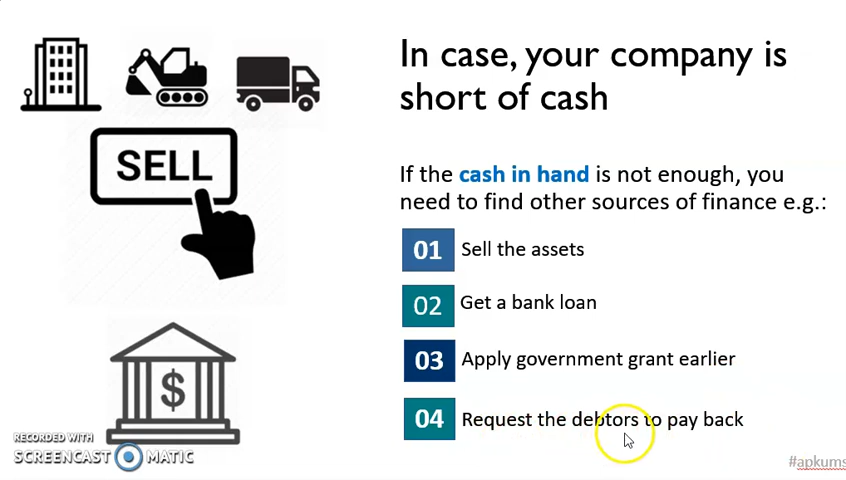 In case, your company is
short of cash
SELL
If the cash in hand is not enough, you
need to find other sources of finance e.g.:
01 Sell the assets
02 Get a bank loan
03 Apply government grant earlier
04 Request the debtors to pay back
$
RECORDED WITH
SCREENCAST MATIC
#apkums